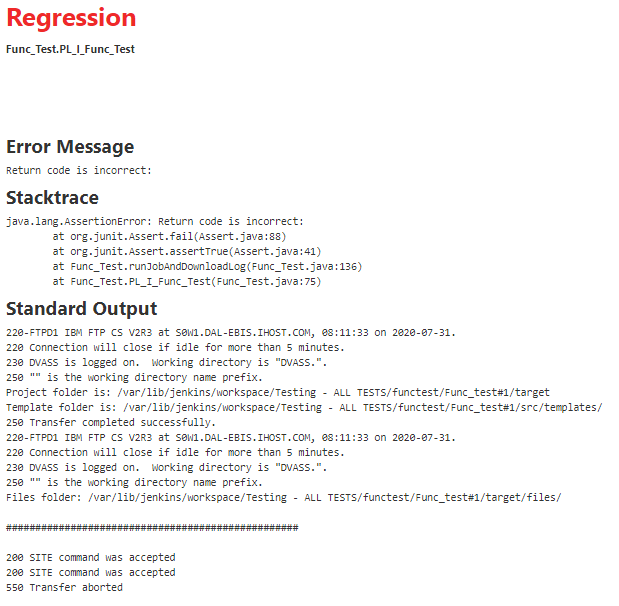 Regression
Func_Test.PL_I_Func_Test
Error Message
Return code is incorrect:
Stacktrace
java.lang.AssertionError: Return code is incorrect:
        at org.junit.Assert.fail(Assert.java:88)
        at org.junit.Assert.assertTrue(Assert.java:41)
        at Func_Test.runJobAndDownloadLog(Func_Test.java:136)
        at Func_Test.PL_I_Func_Test(Func_Test.java:75)
Standard Output
220-FTPD1 IBM FTP CS V2R3 at S0W1.DAL-EBIS.IHOST.COM, 08:11:33 on 2020-07-31.
220 Connection will close if idle for more than 5 minutes.
230 DVASS is logged on.  Working directory is "DVASS.".
250 "" is the working directory name prefix.
Project folder is: /var/lib/jenkins/workspace/Testing - ALL TESTS/functest/Func_test#1/target
Template folder is: /var/lib/jenkins/workspace/Testing - ALL TESTS/functest/Func_test#1/src/templates/
250 Transfer completed successfully.
220-FTPD1 IBM FTP CS V2R3 at S0W1.DAL-EBIS.IHOST.COM, 08:11:33 on 2020-07-31.
220 Connection will close if idle for more than 5 minutes.
230 DVASS is logged on.  Working directory is "DVASS.".
250 "" is the working directory name prefix.
Files folder: /var/lib/jenkins/workspace/Testing - ALL TESTS/functest/Func_test#1/target/files/
##################################################
200 SITE command was accepted
200 SITE command was accepted
550 Transfer aborted